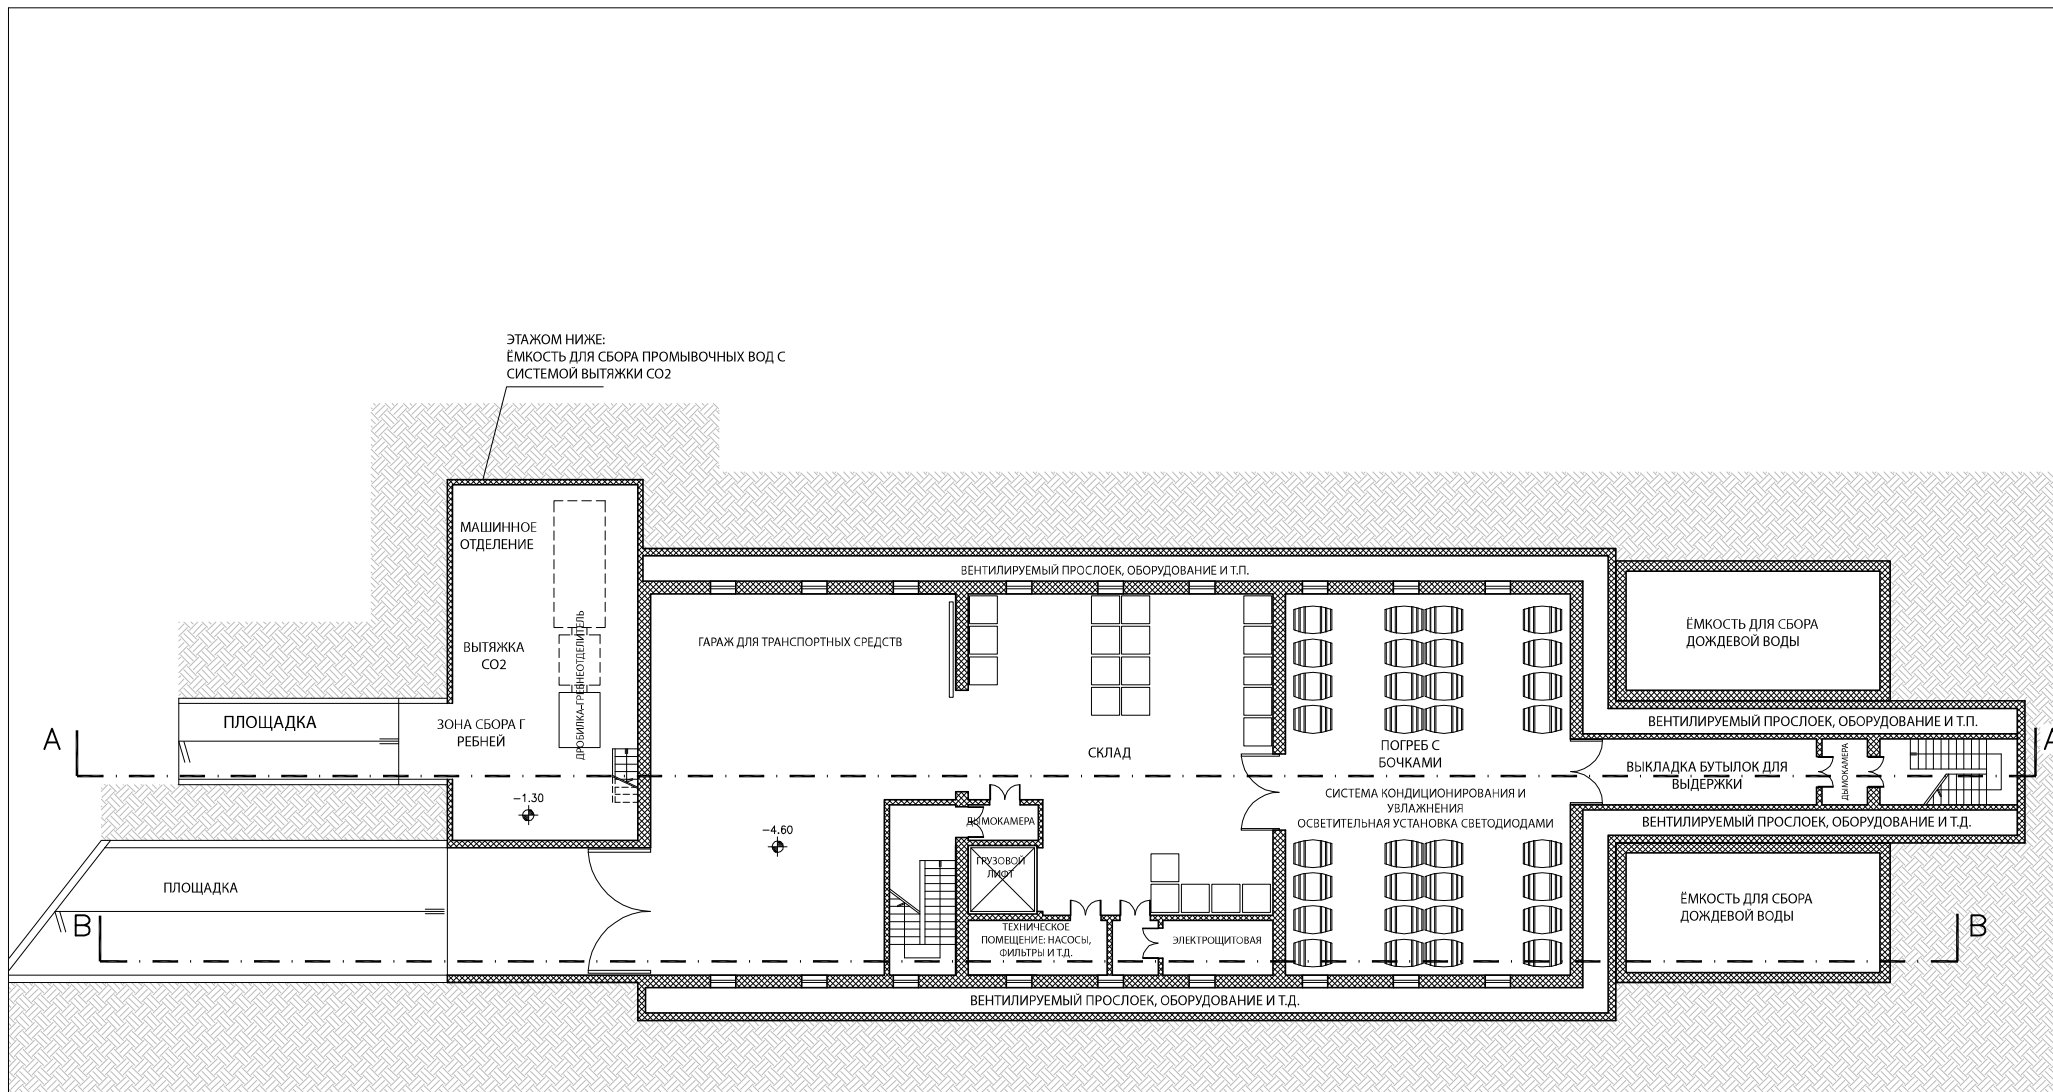 ЭТАЖОМ НИЖЕ:
ЁМКОСТЬ ДЛЯ СБОРА ПРОМЫВОЧНЫХ ВОД С
СИСТЕМОЙ ВЫТЯЖКИ CO2
МАШИННОЕ
ОТДЕЛЕНИЕ
ВЕНТИЛИРУЕМЫЙ ПРОСЛОЕК, ОБОРУДОВАНИЕ И Т.П.
ДРОБИЛКА-ГРЕБНЕОТДЕЛИТЕЛЬ
ВЫТЯЖКА
CO2
ГАРАЖ ДЛЯ ТРАНСПОРТНЫХ СРЕДСТВ
ЁМКОСТЬ ДЛЯ СБОРА
ДОЖДЕВОЙ ВОДЫ
ПЛОЩАДКА
ЗОНА СБОРА Г
РЕБНЕЙ
ВЕНТИЛИРУЕМЫЙ ПРОСЛОЕК, ОБОРУДОВАНИЕ И Т.П.
A
A
СКЛАД
ПОГРЕБ С
БОЧКАМИ
ВЫКЛАДКА БУТЫЛОК ДЛЯ
ВЫДЕРЖКИ
ДЫМОКАМЕРА
−1.30
СИСТЕМА КОНДИЦИОНИРОВАНИЯ И
УВЛАЖНЕНИЯ
ОСВЕТИТЕЛЬНАЯ УСТАНОВКА СВЕТОДИОДАМИ
−4.60
ДЫМОКАМЕРА
ВЕНТИЛИРУЕМЫЙ ПРОСЛОЕК, ОБОРУДОВАНИЕ И Т.Д.
ГРУЗОВОЙ
ЛИФТ
ПЛОЩАДКА
ЁМКОСТЬ ДЛЯ СБОРА
ДОЖДЕВОЙ ВОДЫ
B
B
ТЕХНИЧЕСКОЕ
ПОМЕЩЕНИЕ: НАСОСЫ,
ФИЛЬТРЫ И Т.Д.
ЭЛЕКТРОЩИТОВАЯ
ВЕНТИЛИРУЕМЫЙ ПРОСЛОЕК, ОБОРУДОВАНИЕ И Т.Д.